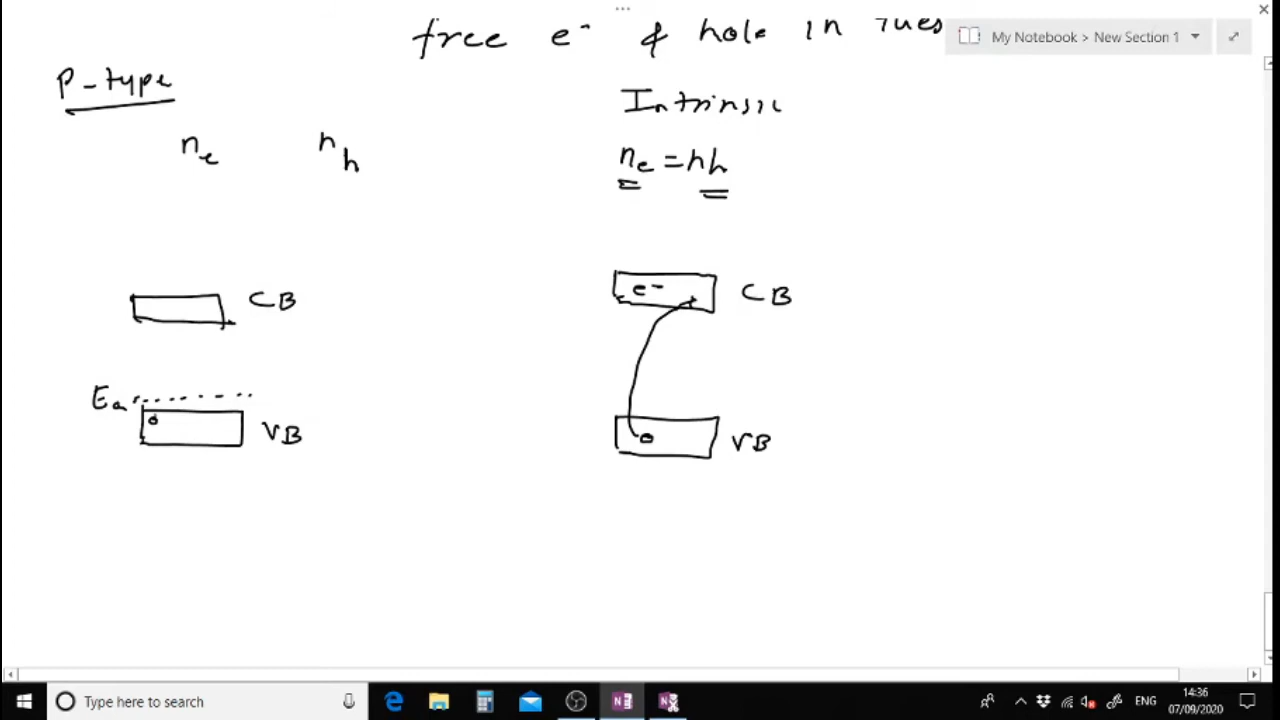 free e⁻ & hole in
My Notebook > New Section 1
P-type
Intrinsic
nₑ nₕ
nₑ = nₕ
e⁻ CB
CB
Eₐ
VB
VB
Type here to search
ENG
14:36
07/09/2020